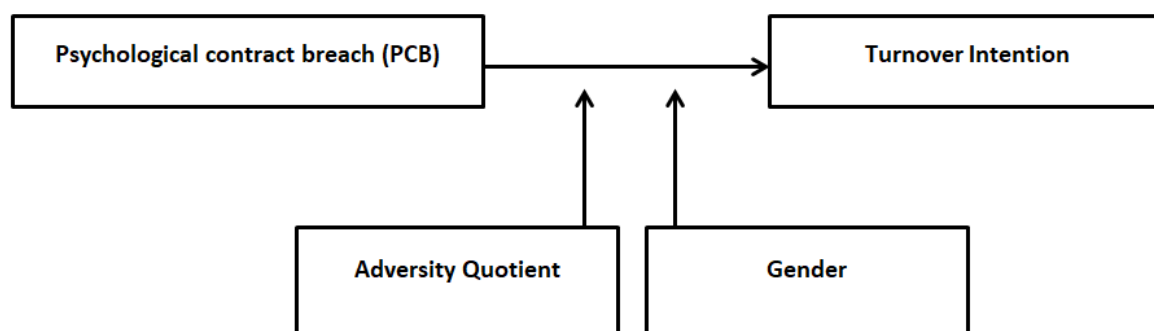 Psychological contract breach (PCB)
Turnover Intention
Adversity Quotient
Gender